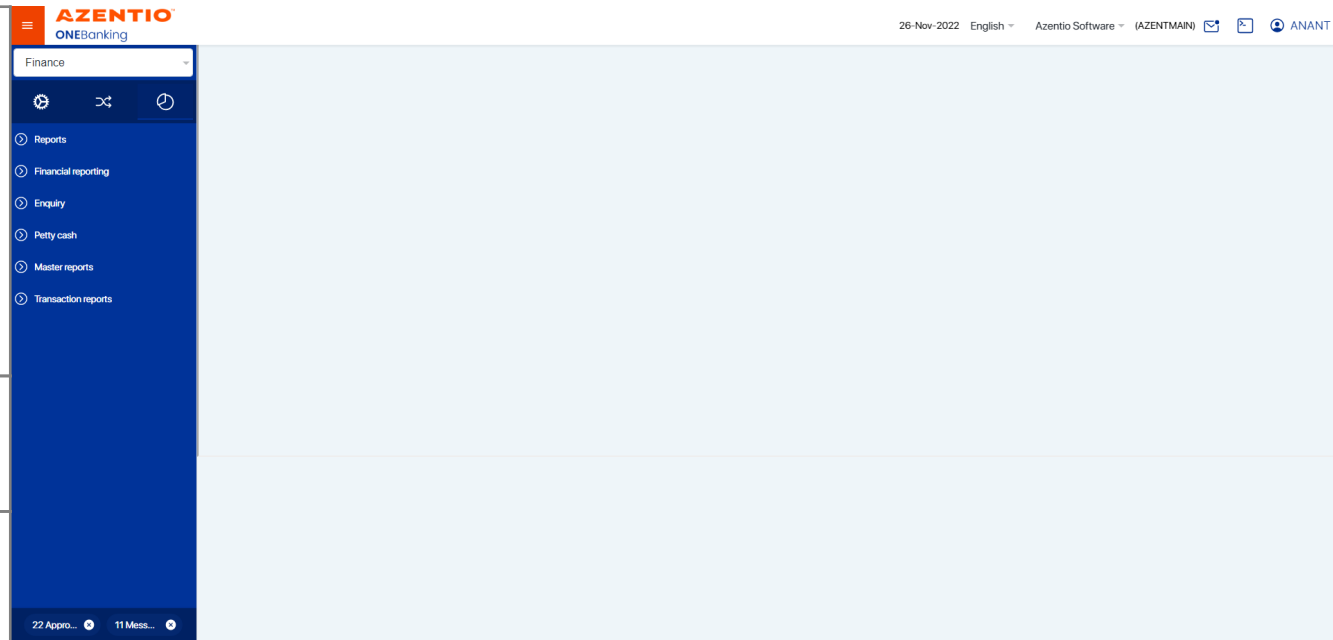 AZENTIO™
ONEBanking
26-Nov-2022 English Azentio Software (AZENTMAIN) ANANT
Finance
Reports
Financial reporting
Enquiry
Petty cash
Master reports
Transaction reports
22 Appro... 11 Mess...